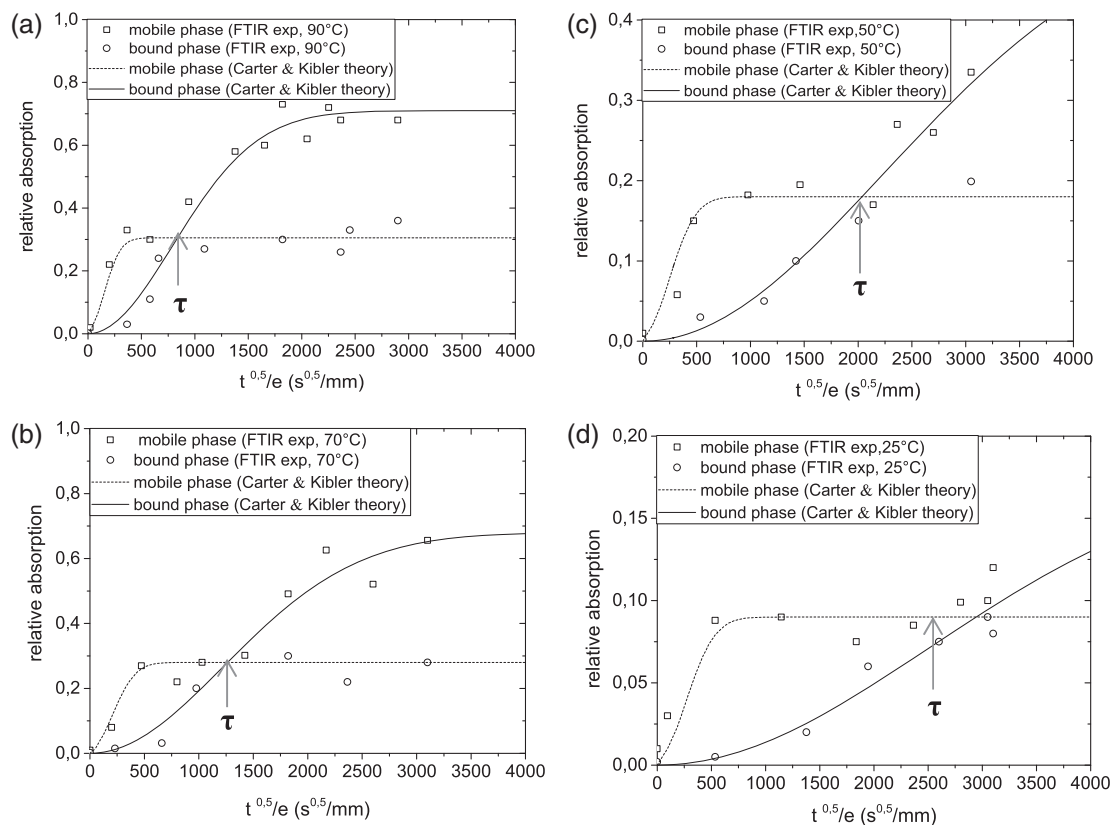 (a)
mobile phase (FTIR exp, 90°C)
bound phase (FTIR exp, 90°C)
mobile phase (Carter & Kibler theory)
bound phase (Carter & Kibler theory)
relative absorption
1,0
0,8
0,6
0,4
0,2
0,0
τ
0 500 1000 1500 2000 2500 3000 3500 4000
t 0,5/e (s0,5/mm)
(c)
mobile phase (FTIR exp,50°C)
bound phase (FTIR exp, 50°C)
mobile phase (Carter & Kibler theory)
bound phase (Carter & Kibler theory)
relative absorption
0,4
0,3
0,2
0,1
0,0
τ
0 500 1000 1500 2000 2500 3000 3500 4000
t 0,5/e (s0,5/mm)
(b)
mobile phase (FTIR exp, 70°C)
bound phase (FTIR exp, 70°C)
mobile phase (Carter & Kibler theory)
bound phase (Carter & Kibler theory)
relative absorption
1,0
0,8
0,6
0,4
0,2
0,0
τ
0 500 1000 1500 2000 2500 3000 3500 4000
t 0,5/e (s0,5/mm)
(d)
mobile phase (FTIR exp,25°C)
bound phase (FTIR exp, 25°C)
mobile phase (Carter & Kibler theory)
bound phase (Carter & Kibler theory)
relative absorption
0,20
0,15
0,10
0,05
0,00
τ
0 500 1000 1500 2000 2500 3000 3500 4000
t 0,5/e (s0,5/mm)